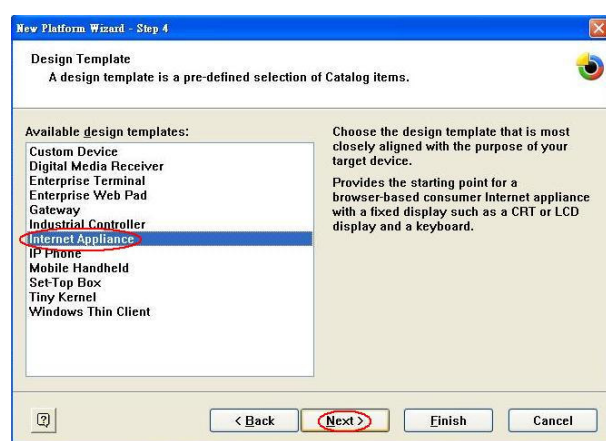 New Platform Wizard - Step 4
Design Template
A design template is a pre-defined selection of Catalog items.
Available design templates:
Custom Device
Digital Media Receiver
Enterprise Terminal
Enterprise Web Pad
Gateway
Industrial Controller
Internet Appliance
IP Phone
Mobile Handheld
Set-Top Box
Tiny Kernel
Windows Thin Client
Choose the design template that is most
closely aligned with the purpose of your
target device.
Provides the starting point for a
browser-based consumer Internet appliance
with a fixed display such as a CRT or LCD
display and a keyboard.
< Back
Next >
Finish
Cancel